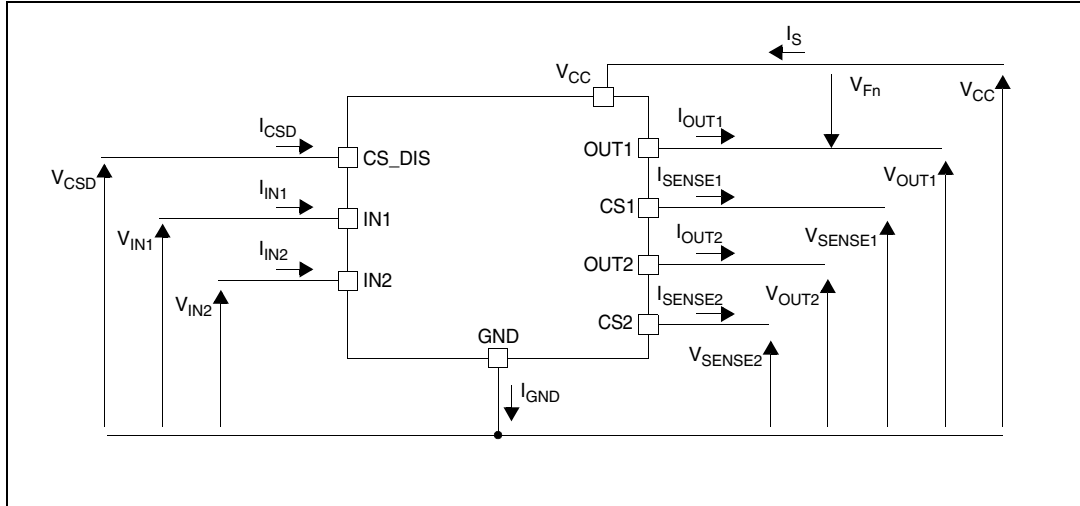 I_S
V_CC
V_Fn
V_CC
I_CSD
I_OUT1
CS_DIS
OUT1
V_CSD
V_OUT1
I_IN1
I_SENSE1
IN1
CS1
V_IN1
V_SENSE1
I_IN2
I_OUT2
IN2
OUT2
V_IN2
V_OUT2
I_SENSE2
CS2
GND
V_SENSE2
I_GND